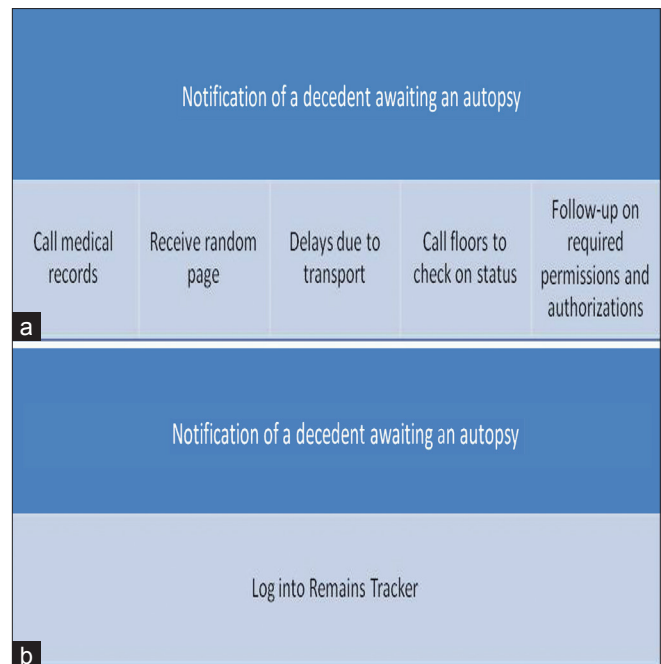 Notification of a decedent awaiting an autopsy
Call medical
records
Receive random
page
Delays due to
transport
Call floors to
check on status
Follow-up on
required
permissions and
authorizations
a
Notification of a decedent awaiting an autopsy
Log into Remains Tracker
b